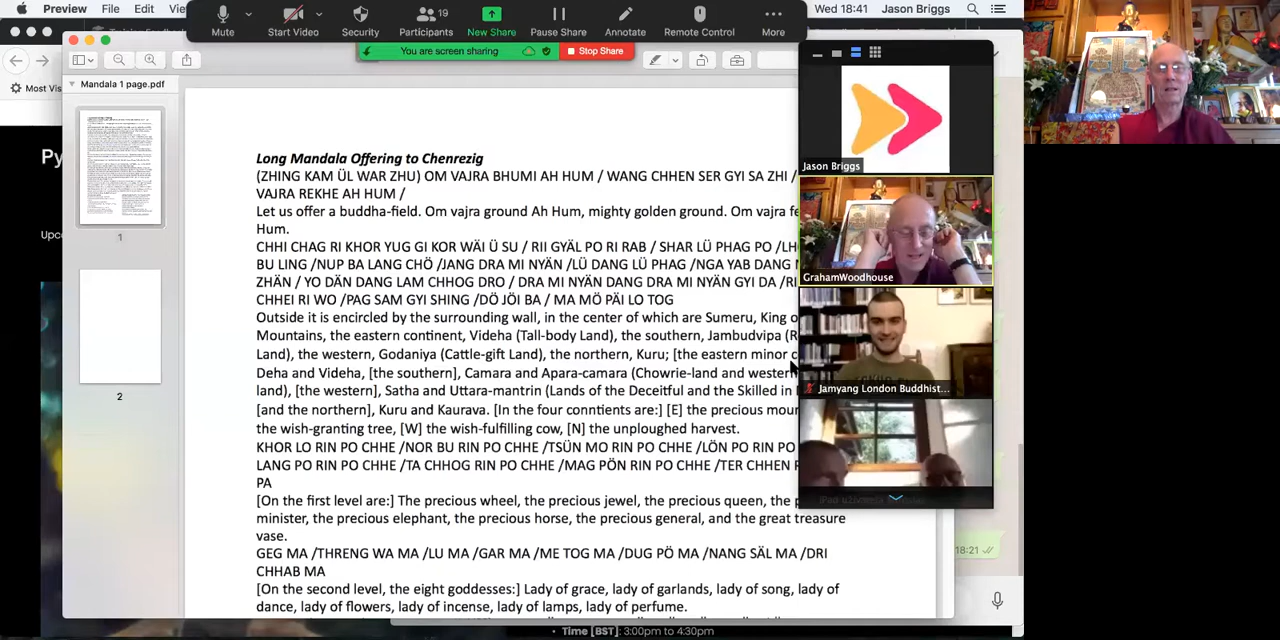 Preview File Edit
Wed 18:41 Jason Briggs
Mute
Start Video
Security
Participants 19
New Share
Pause Share
Annotate
Remote Control
More
You are screen sharing
Stop Share
Most Vis
Mandala 1 page.pdf
1
2
Py
Upco
Long Mandala Offering to Chenrezig
(ZHING KAM ÜL WAR ZHU) OM VAJRA BHUMI AH HUM / WANG CHHEN SER GYI SA ZHI /
VAJRA REKHE AH HUM /
Let us offer a buddha-field. Om vajra ground Ah Hum, mighty golden ground. Om vajra fe
Hum.
CHHI CHAG RI KHOR YUG GI KOR WÄI Ü SU / RII GYÄL PO RI RAB / SHAR LÜ PHAG PO /LH
BU LING /NUP BA LANG CHÖ /JANG DRA MI NYÄN /LÜ DANG LÜ PHAG /NGA YAB DANG N
ZHÄN / YO DÄN DANG LAM CHHOG DRO / DRA MI NYÄN DANG DRA MI NYÄN GYI DA /RI
CHHEI RI WO /PAG SAM GYI SHING /DÖ JÖI BA / MA MÖ PÄI LO TOG
Outside it is encircled by the surrounding wall, in the center of which are Sumeru, King o
Mountains, the eastern continent, Videha (Tall-body Land), the southern, Jambudvipa (R
Land), the western, Godaniya (Cattle-gift Land), the northern, Kuru; [the eastern minor c
Deha and Videha, [the southern], Camara and Apara-camara (Chowrie-land and western
land), [the western], Satha and Uttara-mantrin (Lands of the Deceitful and the Skilled in
[and the northern], Kuru and Kaurava. [In the four conntients are:] [E] the precious mour
the wish-granting tree, [W] the wish-fulfilling cow, [N] the unploughed harvest.
KHOR LO RIN PO CHHE /NOR BU RIN PO CHHE /TSÜN MO RIN PO CHHE /LÖN PO RIN PO
LANG PO RIN PO CHHE /TA CHHOG RIN PO CHHE /MAG PÖN RIN PO CHHE /TER CHHEN
PA
[On the first level are:] The precious wheel, the precious jewel, the precious queen, the p
minister, the precious elephant, the precious horse, the precious general, and the great treasure
vase.
GEG MA /THRENG WA MA /LU MA /GAR MA /ME TOG MA /DUG PÖ MA /NANG SÄL MA /DRI
CHHAB MA
[On the second level, the eight goddesses:] Lady of grace, lady of garlands, lady of song, lady of
dance, lady of flowers, lady of incense, lady of lamps, lady of perfume.
Jason Briggs
GrahamWoodhouse
Jamyang London Buddhist...
18:21
• Time [BST]: 3:00pm to 4:30pm